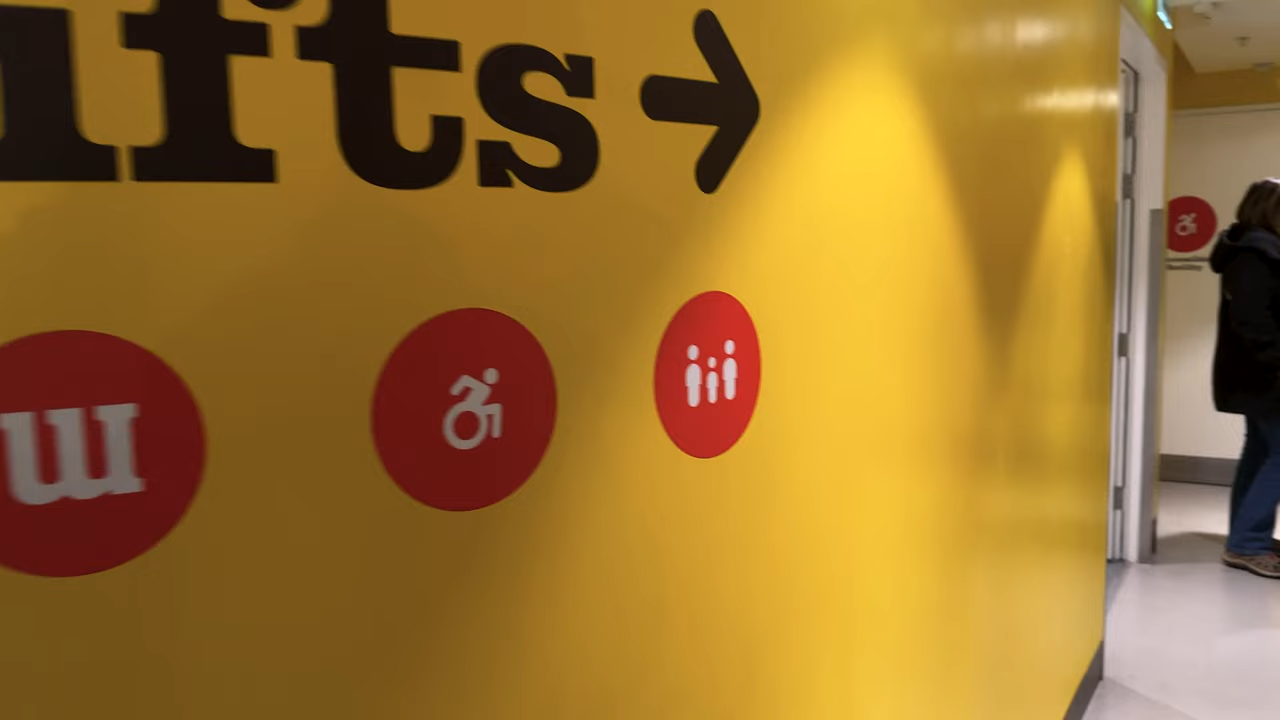 ifts →
ɯ